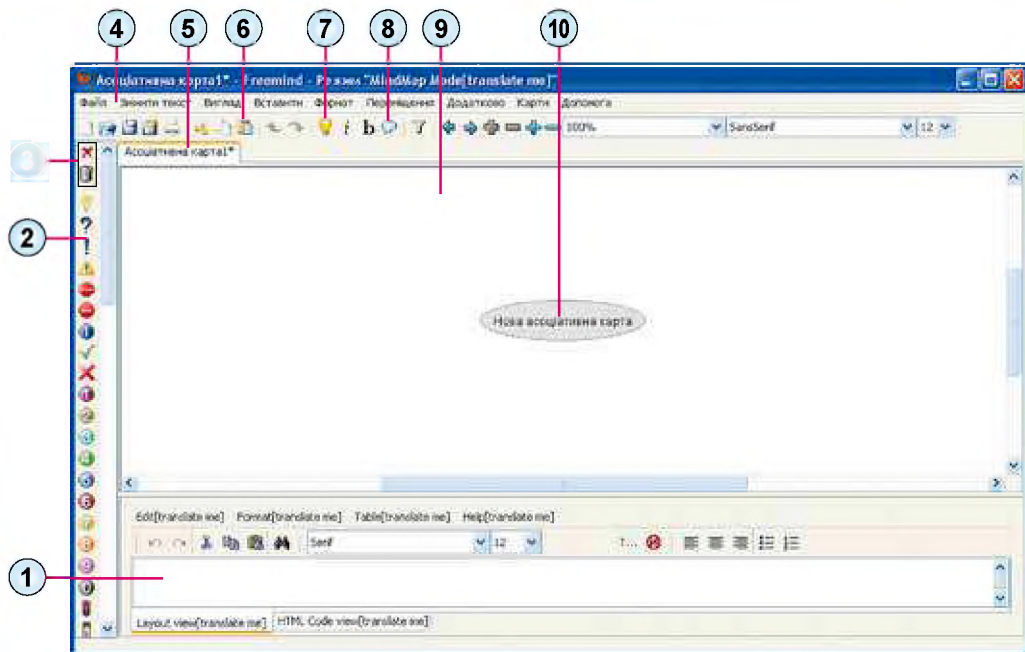 4 5 6 7 8 9 10
Асоціативна карта1* - Freemind - Режим "MindMap Mode[translate me]"
Файл Змінити текст Вигляд Вставити Формат Переміщення Додатково Карти Допомога
100% SansSerif 12
Асоціативна карта1*
3
2
Нова асоціативна карта
Edit[translate me] Format[translate me] Table[translate me] Help[translate me]
Serif 12 T...
1
Layout view[translate me] HTML Code view[translate me]